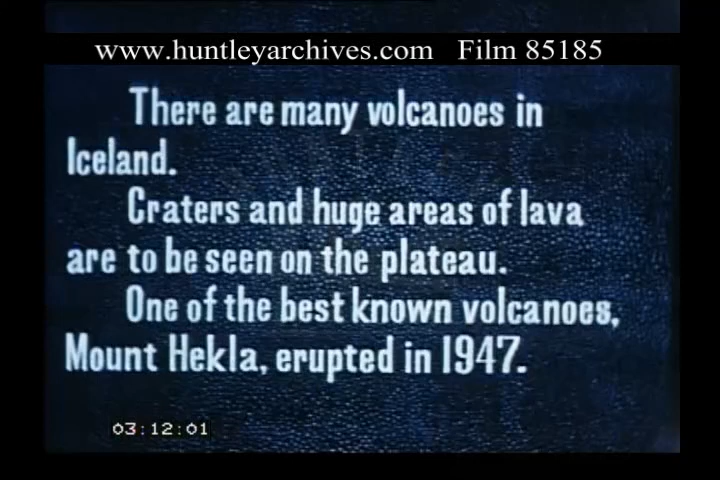 www.huntleyarchives.com Film 85185
There are many volcanoes in
Iceland.
Craters and huge areas of lava
are to be seen on the plateau.
One of the best known volcanoes,
Mount Hekla, erupted in 1947.
03:12:01